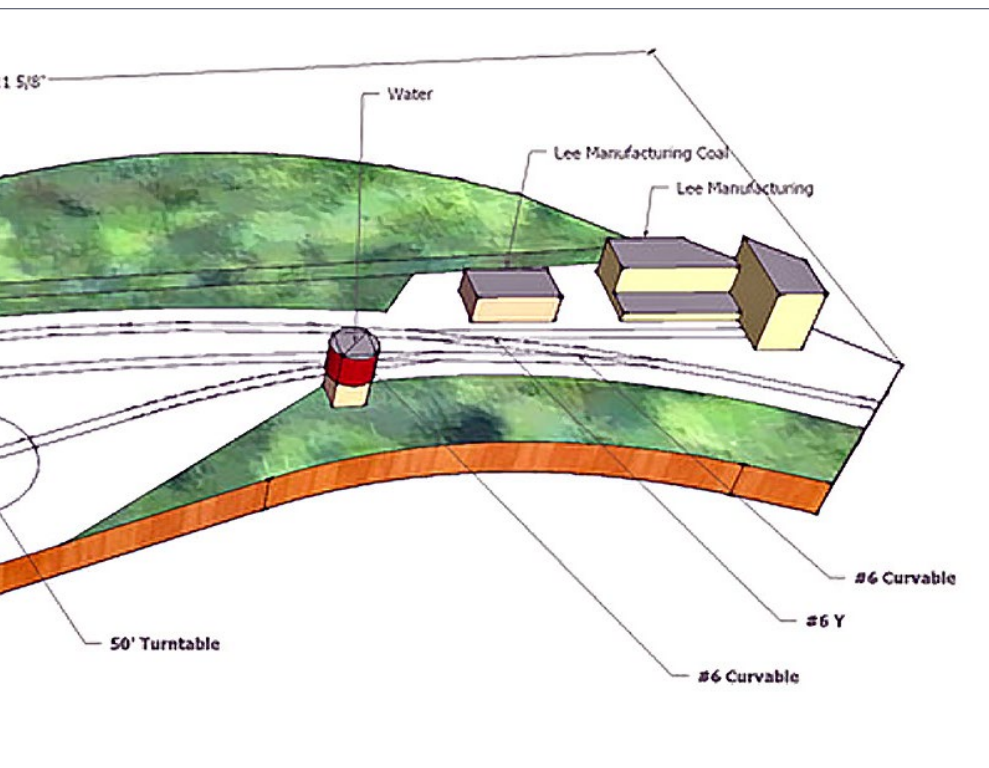 1 5/8"
Water
Lee Manufacturing Coal
Lee Manufacturing
#6 Curvable
#6 Y
50' Turntable
#6 Curvable